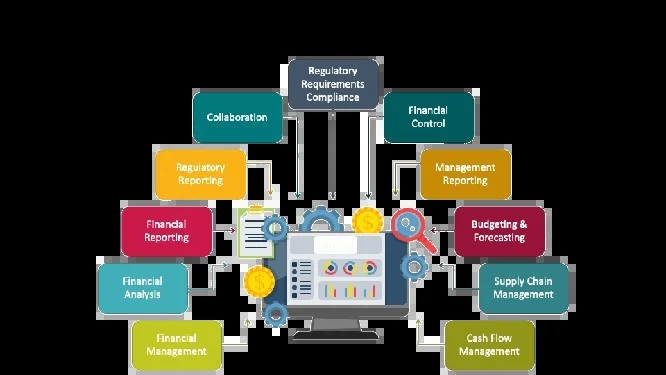 Regulatory
Requirements
Compliance
Collaboration
Financial
Control
Regulatory
Reporting
Management
Reporting
Financial
Reporting
Budgeting &
Forecasting
Financial
Analysis
Supply Chain
Management
Financial
Management
Cash Flow
Management